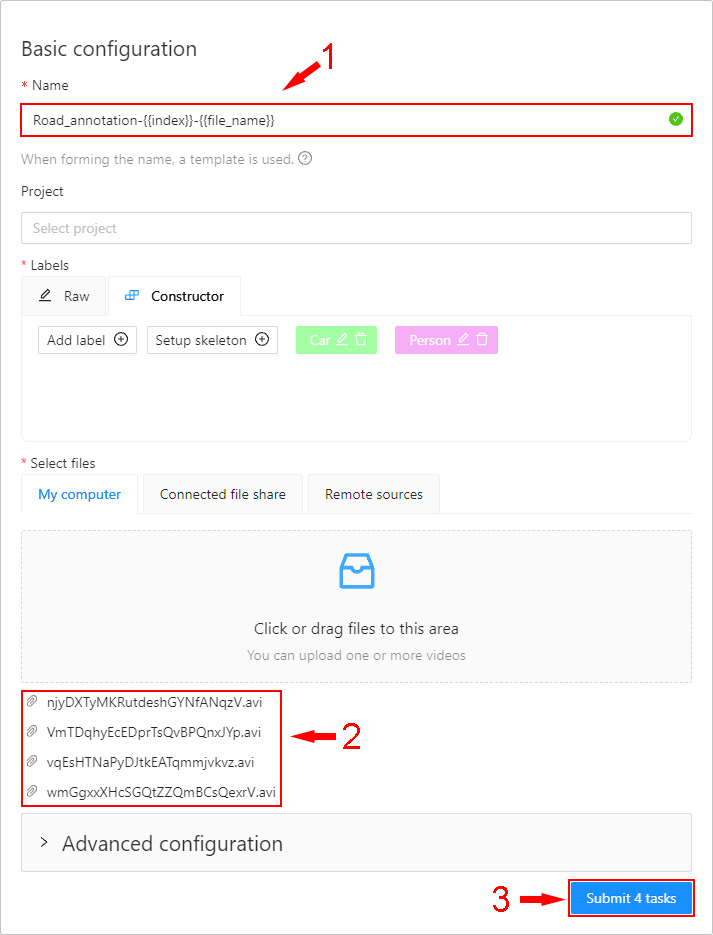 Basic configuration
1
* Name
Road_annotation-{{index}}-{{file_name}}
When forming the name, a template is used. ?
Project
Select project
* Labels
Raw Constructor
Add label Setup skeleton Car Person
* Select files
My computer Connected file share Remote sources
Click or drag files to this area
You can upload one or more videos
njyDXTyMKRutdeshGYNfANqzV.avi
VmTDqhyEcEDprTsQvBPQnxJYp.avi
2
vqEsHTNaPyDJtkEATqmmjvkvz.avi
wmGgxxXHcSGQtZZQmBCsQexrV.avi
> Advanced configuration
3 Submit 4 tasks